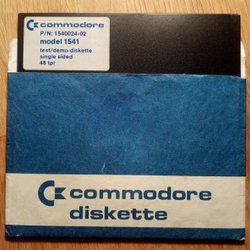 commodore
P/N: 1540024-02
model 1541
test/demo-diskette
single sided
48 tpi
commodore
diskette